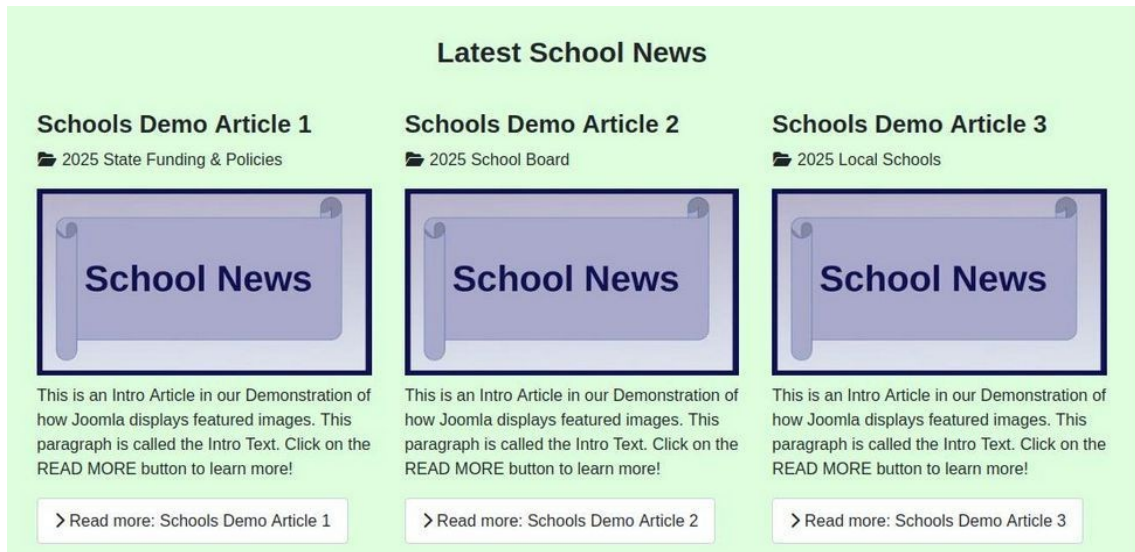 Latest School News
Schools Demo Article 1
2025 State Funding & Policies
School News
This is an Intro Article in our Demonstration of
how Joomla displays featured images. This
paragraph is called the Intro Text. Click on the
READ MORE button to learn more!
Read more: Schools Demo Article 1
Schools Demo Article 2
2025 School Board
School News
This is an Intro Article in our Demonstration of
how Joomla displays featured images. This
paragraph is called the Intro Text. Click on the
READ MORE button to learn more!
Read more: Schools Demo Article 2
Schools Demo Article 3
2025 Local Schools
School News
This is an Intro Article in our Demonstration of
how Joomla displays featured images. This
paragraph is called the Intro Text. Click on the
READ MORE button to learn more!
Read more: Schools Demo Article 3